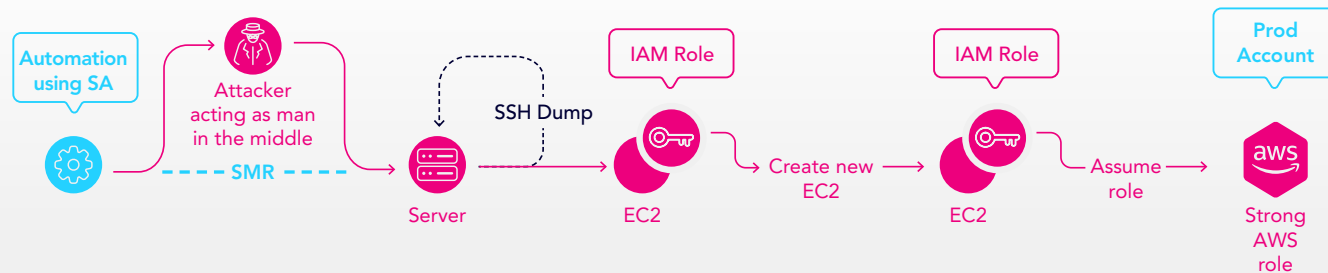 Automation
using SA
Attacker
acting as man
in the middle
SMR
SSH Dump
Server
IAM Role
EC2
Create new
EC2
IAM Role
EC2
Assume
role
Prod
Account
aws
Strong
AWS
role